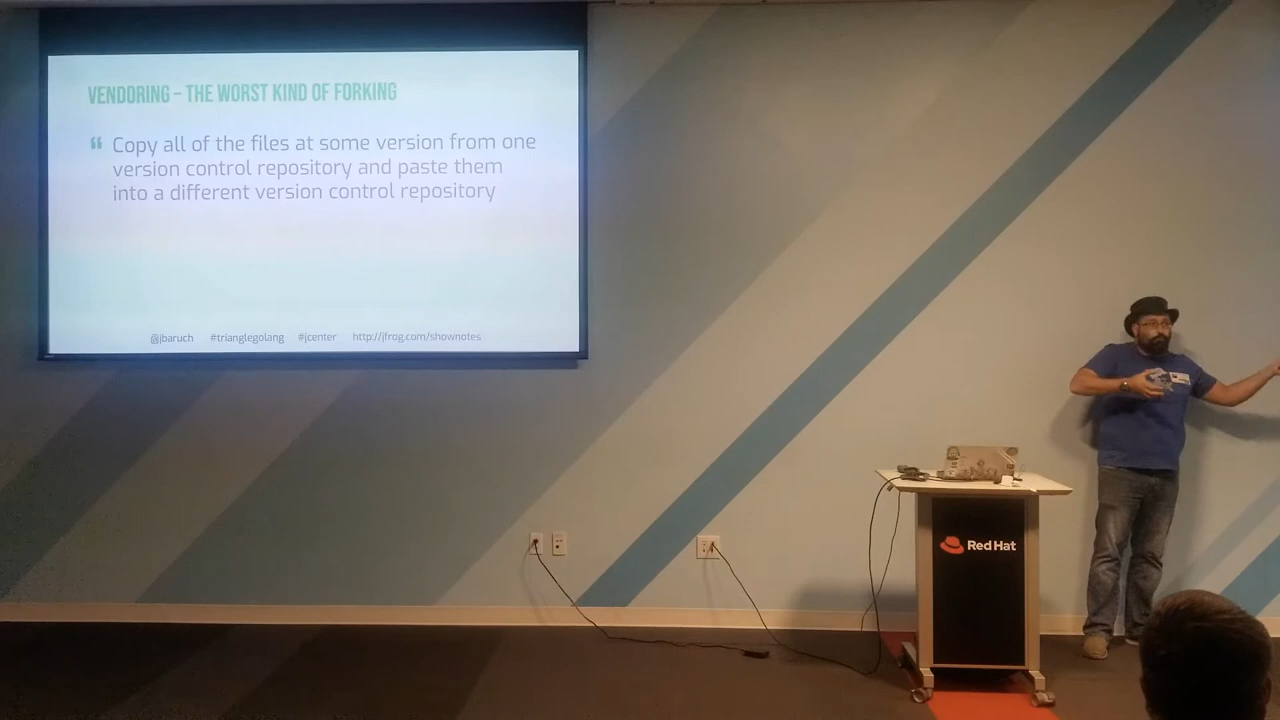 VENDORING – THE WORST KIND OF FORKING
“ Copy all of the files at some version from one
version control repository and paste them
into a different version control repository
@jbaruch #trianglegolang #jcenter http://jfrog.com/shownotes
Red Hat